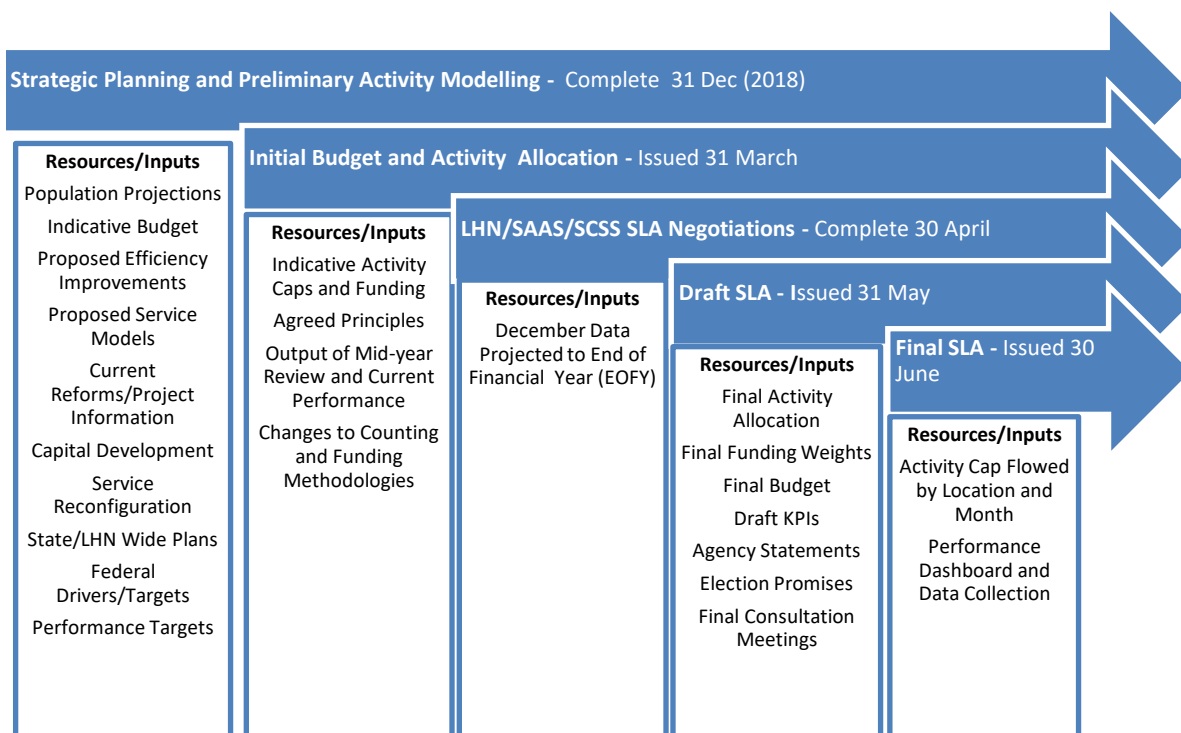 Strategic Planning and Preliminary Activity Modelling - Complete 31 Dec (2018)
Resources/Inputs
Population Projections
Indicative Budget
Proposed Efficiency
Improvements
Proposed Service
Models
Current
Reforms/Project
Information
Capital Development
Service
Reconfiguration
State/LHN Wide Plans
Federal
Drivers/Targets
Performance Targets
Initial Budget and Activity Allocation - Issued 31 March
Resources/Inputs
Indicative Activity
Caps and Funding
Agreed Principles
Output of Mid-year
Review and Current
Performance
Changes to Counting
and Funding
Methodologies
LHN/SAAS/SCSS SLA Negotiations - Complete 30 April
Resources/Inputs
December Data
Projected to End of
Financial Year (EOFY)
Draft SLA - Issued 31 May
Resources/Inputs
Final Activity
Allocation
Final Funding Weights
Final Budget
Draft KPIs
Agency Statements
Election Promises
Final Consultation
Meetings
Final SLA - Issued 30
June
Resources/Inputs
Activity Cap Flowed
by Location and
Month
Performance
Dashboard and
Data Collection